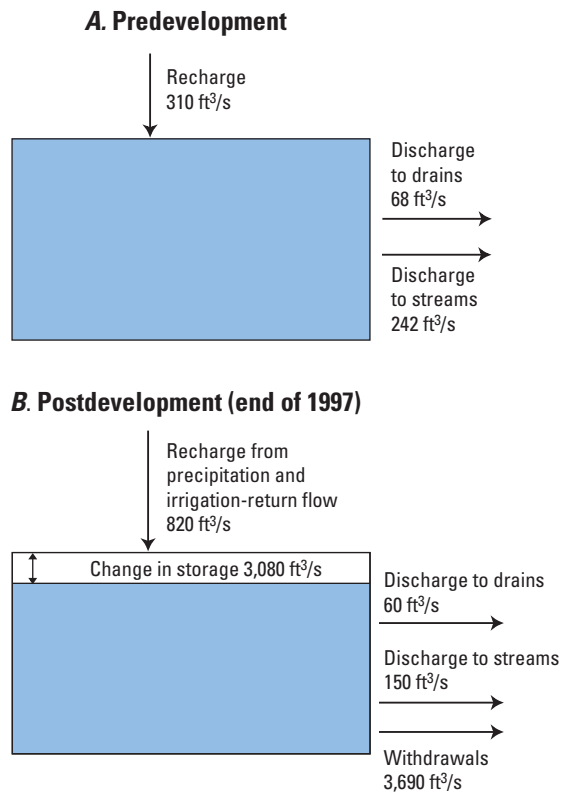 A. Predevelopment
Recharge
310 ft³/s
Discharge
to drains
68 ft³/s
Discharge
to streams
242 ft³/s
B. Postdevelopment (end of 1997)
Recharge from
precipitation and
irrigation-return flow
820 ft³/s
Change in storage 3,080 ft³/s
Discharge to drains
60 ft³/s
Discharge to streams
150 ft³/s
Withdrawals
3,690 ft³/s